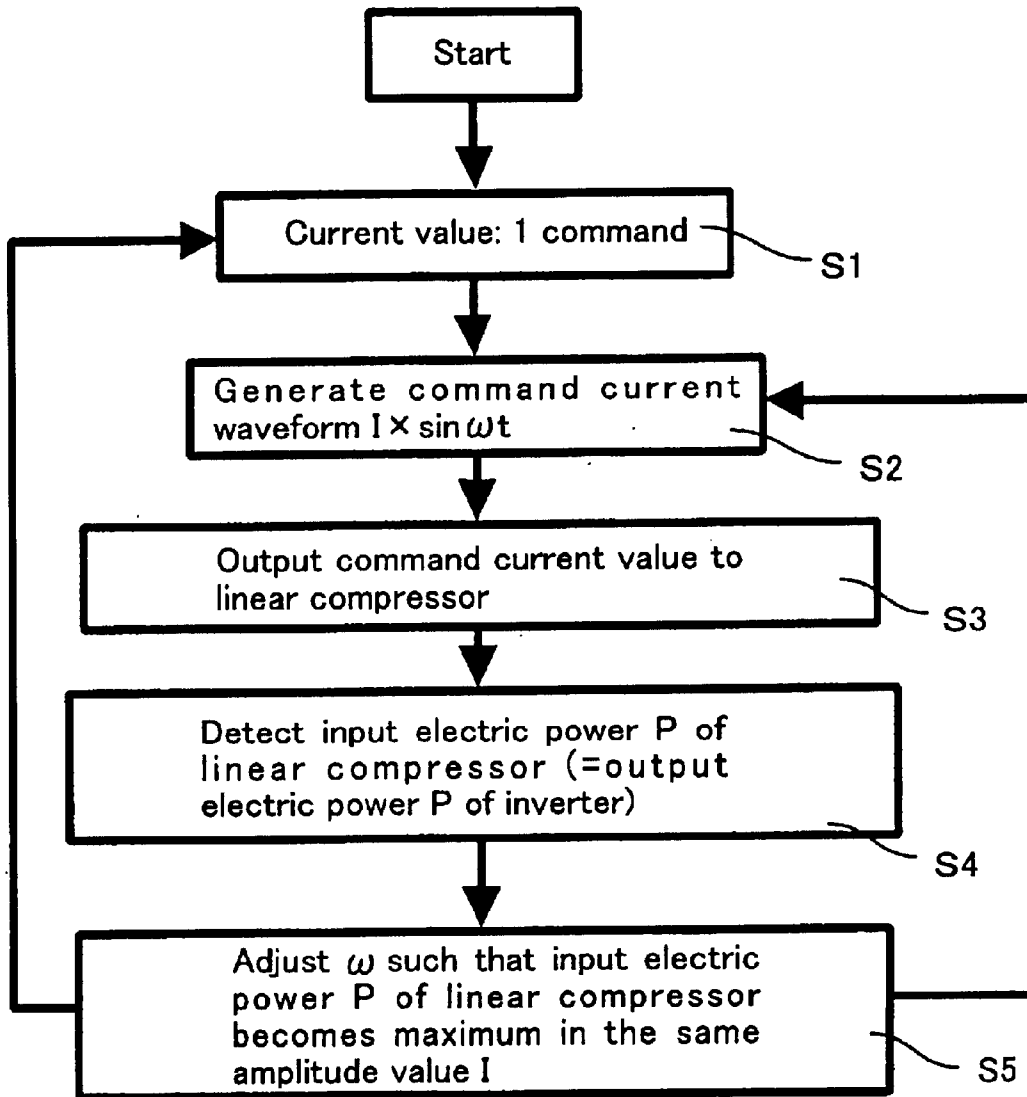 Start
Current value: 1 command
S1
Generate command current
waveform I × sin ωt
S2
Output command current value to
linear compressor
S3
Detect input electric power P of
linear compressor (=output
electric power P of inverter)
S4
Adjust ω such that input electric
power P of linear compressor
becomes maximum in the same
amplitude value I
S5